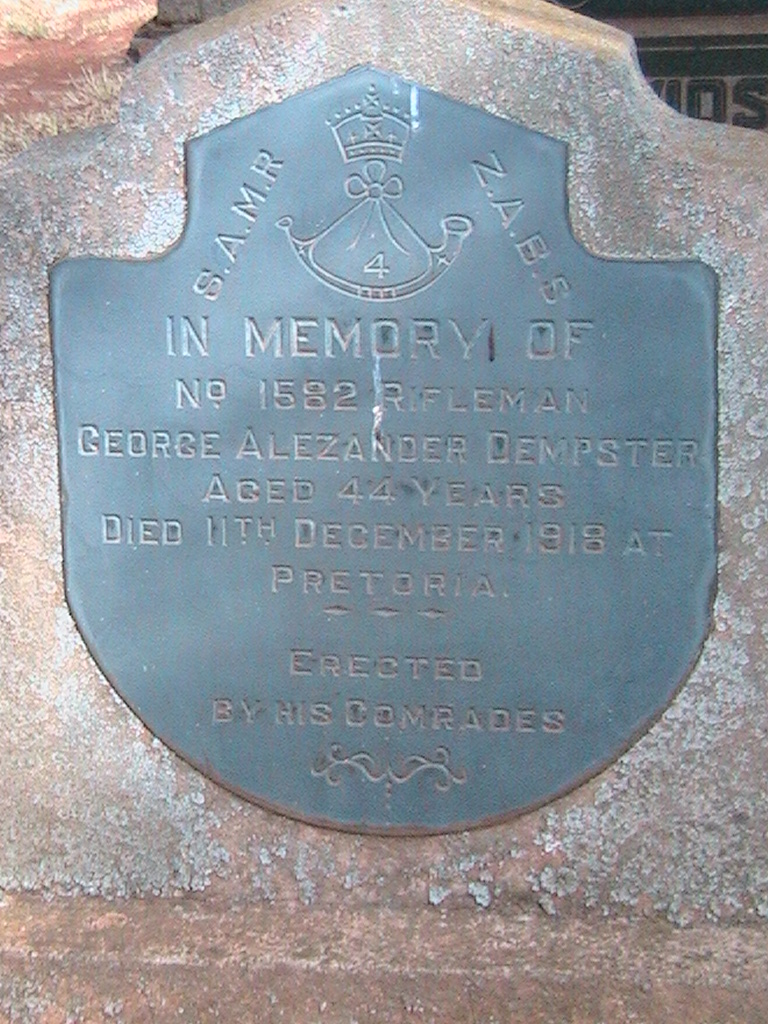 S.A.M.R
Z.A.B.S
4
IN MEMORY OF
No 1582 RIFLEMAN
GEORGE ALEZANDER DEMPSTER
AGED 44 YEARS
DIED 11TH DECEMBER 1918 AT
PRETORIA.
ERECTED
BY HIS COMRADES